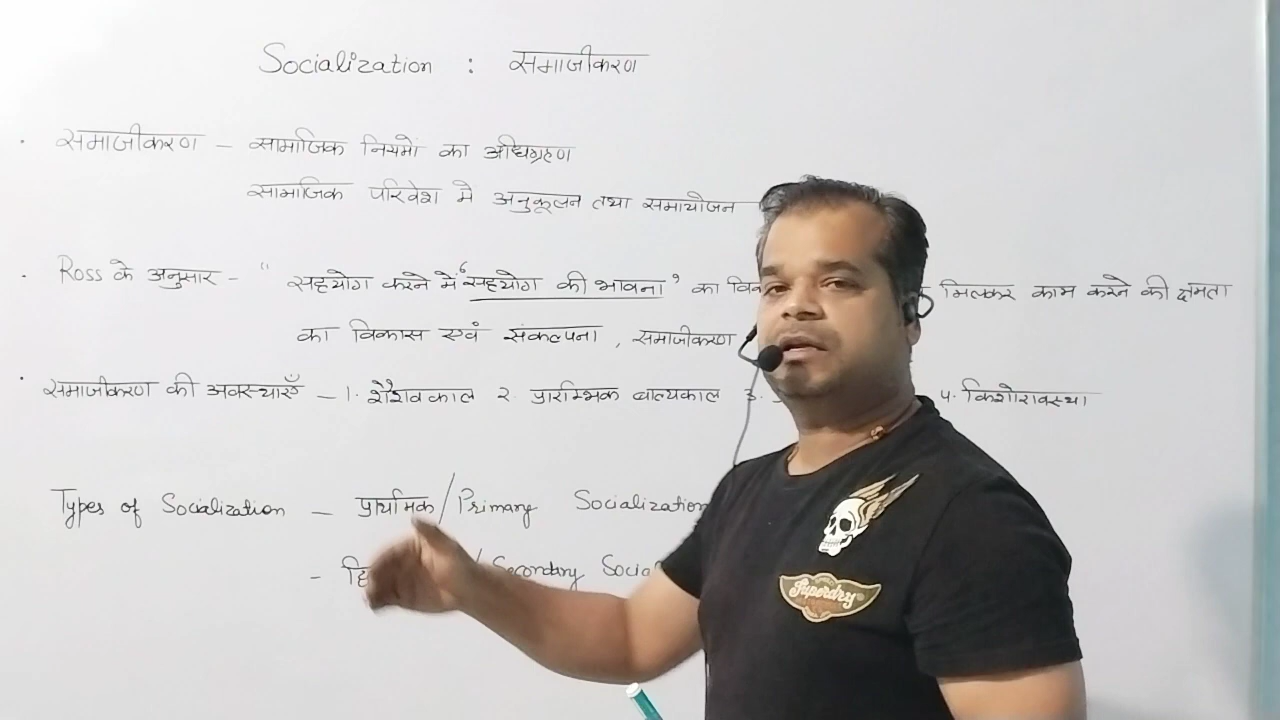 Socialization : समाजीकरण
· समाजीकरण – सामाजिक नियमों का अधिग्रहण
सामाजिक परिवेश मे अनुकूलन तथा समायोजन
· Ross के अनुसार – " सहयोग करने में 'सहयोग की भावना' का मिलकर काम करने की क्षमता
का विकास एवं संकल्पना , समाजीकरण
· समाजीकरण की अवस्थाएँ – 1. शैशवकाल 2. प्रारम्भिक बाल्यकाल 3. 4. किशोरावस्था
Types of Socialization – प्राथमिक/Primary Socialization
- /Secondary
Superdry